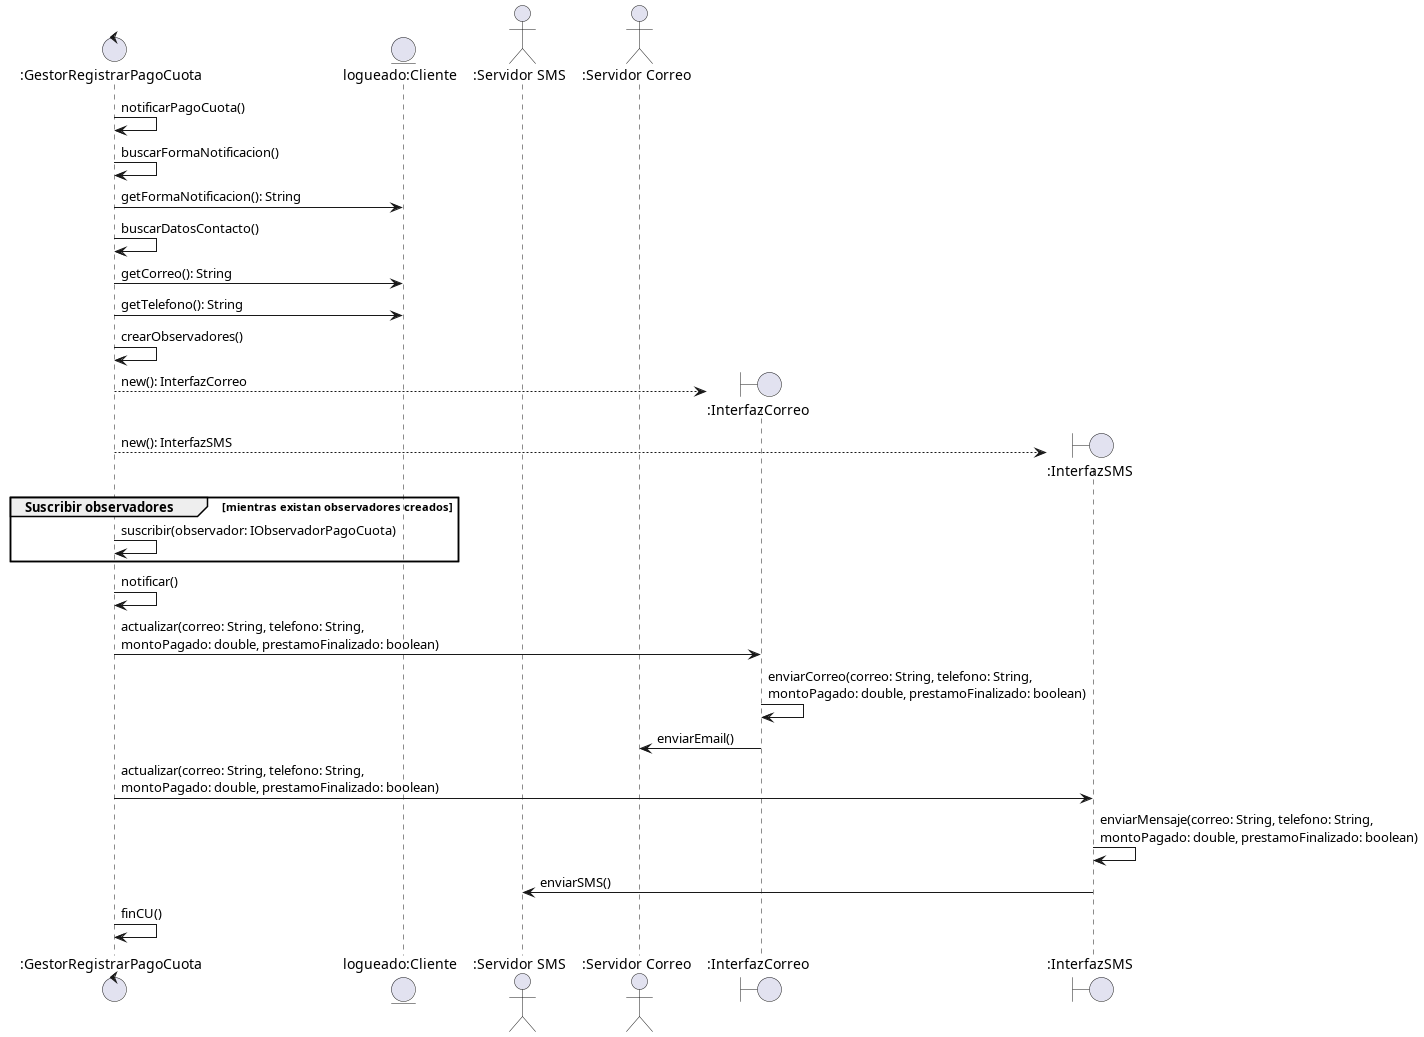 :GestorRegistrarPagoCuota
logueado:Cliente
:Servidor SMS
:Servidor Correo
notificarPagoCuota()
buscarFormaNotificacion()
getFormaNotificacion(): String
buscarDatosContacto()
getCorreo(): String
getTelefono(): String
crearObservadores()
new(): InterfazCorreo
:InterfazCorreo
new(): InterfazSMS
:InterfazSMS
Suscribir observadores [mientras existan observadores creados]
suscribir(observador: IObservadorPagoCuota)
notificar()
actualizar(correo: String, telefono: String,
montoPagado: double, prestamoFinalizado: boolean)
enviarCorreo(correo: String, telefono: String,
montoPagado: double, prestamoFinalizado: boolean)
enviarEmail()
actualizar(correo: String, telefono: String,
montoPagado: double, prestamoFinalizado: boolean)
enviarMensaje(correo: String, telefono: String,
montoPagado: double, prestamoFinalizado: boolean)
enviarSMS()
finCU()
:GestorRegistrarPagoCuota
logueado:Cliente
:Servidor SMS
:Servidor Correo
:InterfazCorreo
:InterfazSMS